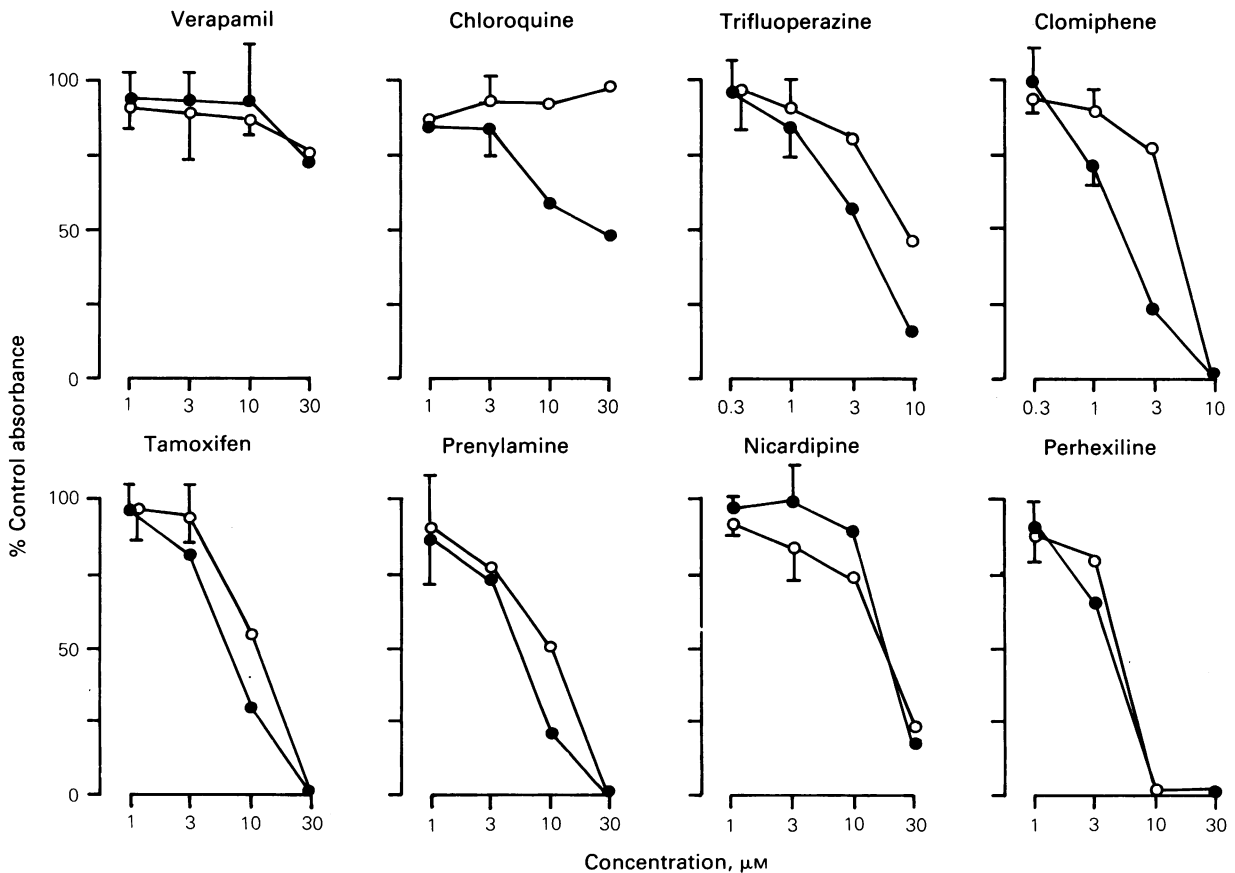 Verapamil Chloroquine Trifluoperazine Clomiphene
100
50
0
1 3 10 30 1 3 10 30 0.3 1 3 10 0.3 1 3 10
% Control absorbance
Tamoxifen Prenylamine Nicardipine Perhexiline
100
50
0
1 3 10 30 1 3 10 30 1 3 10 30 1 3 10 30
Concentration, μM